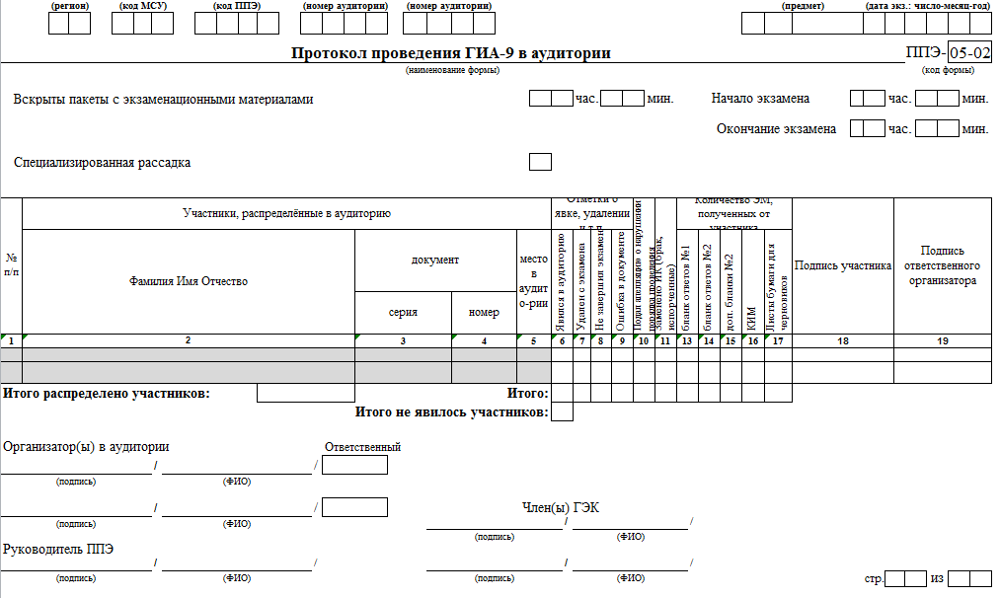 (регион) (код МСУ) (код ППЭ) (номер аудитории) (номер аудитории) (предмет) (дата экз.: число-месяц-год)
Протокол проведения ГИА-9 в аудитории ППЭ- 05-02
(наименование формы) (код формы)
Вскрыты пакеты с экзаменационными материалами час. мин. Начало экзамена час. мин.
Окончание экзамена час. мин.
Специализированная рассадка
№ п/п
Участники, распределённые в аудиторию
Фамилия Имя Отчество
документ
серия
номер
место
в
аудит
о-рии
Отметки о
явке, удалении
и т.п.
Явился в аудиторию
Удален с экзамена
Не завершил экзамен
Ошибка в документе
Подал апелляцию о нарушении
порядка проведения
Заменено ИК (брак,
испорченные)
Количество ЭМ,
полученных от
участника
бланк ответов №1
бланк ответов №2
доп. бланки №2
КИМ
Листы бумаги для
черновиков
Подпись участника
Подпись
ответственного
организатора
1 2 3 4 5 6 7 8 9 10 11 13 14 15 16 17 18 19
Итого распределено участников: Итого:
Итого не явилось участников:
Организатор(ы) в аудитории Ответственный
/ /
(подпись) (ФИО)
/ / Член(ы) ГЭК
/ /
(подпись) (ФИО) (подпись) (ФИО)
Руководитель ППЭ
/ / / /
(подпись) (ФИО) (подпись) (ФИО) стр. из